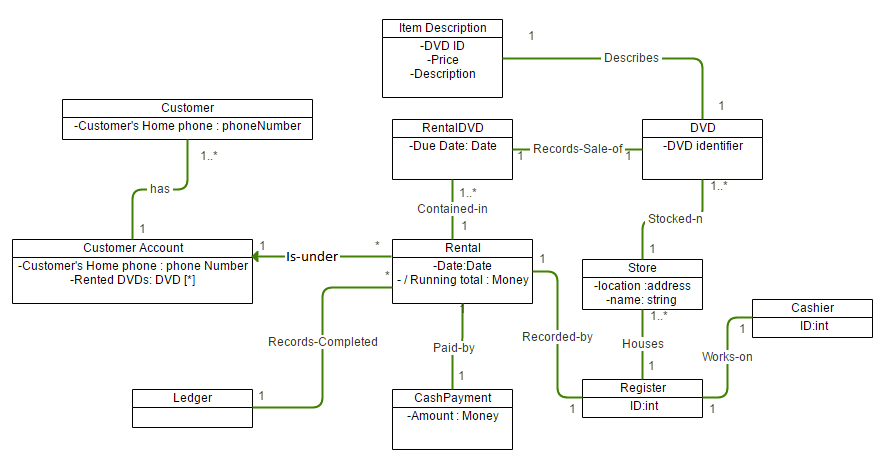 Item Description
-DVD ID
-Price
-Description
1
Describes
1
Customer
-Customer's Home phone : phoneNumber
1..*
has
1
RentalDVD
-Due Date: Date
1
Records-Sale-of
1
DVD
-DVD identifier
1..*
Contained-in
1
1..*
Stocked-n
1
Customer Account
-Customer's Home phone : phone Number
-Rented DVDs: DVD [*]
1
Is-under
*
Rental
-Date:Date
- / Running total : Money
1
*
1
Store
-location :address
-name: string
1..*
Cashier
ID:int
1
Records-Completed
Paid-by
Recorded-by
Houses
Works-on
1
1
Ledger
1
CashPayment
-Amount : Money
1
Register
ID:int
1